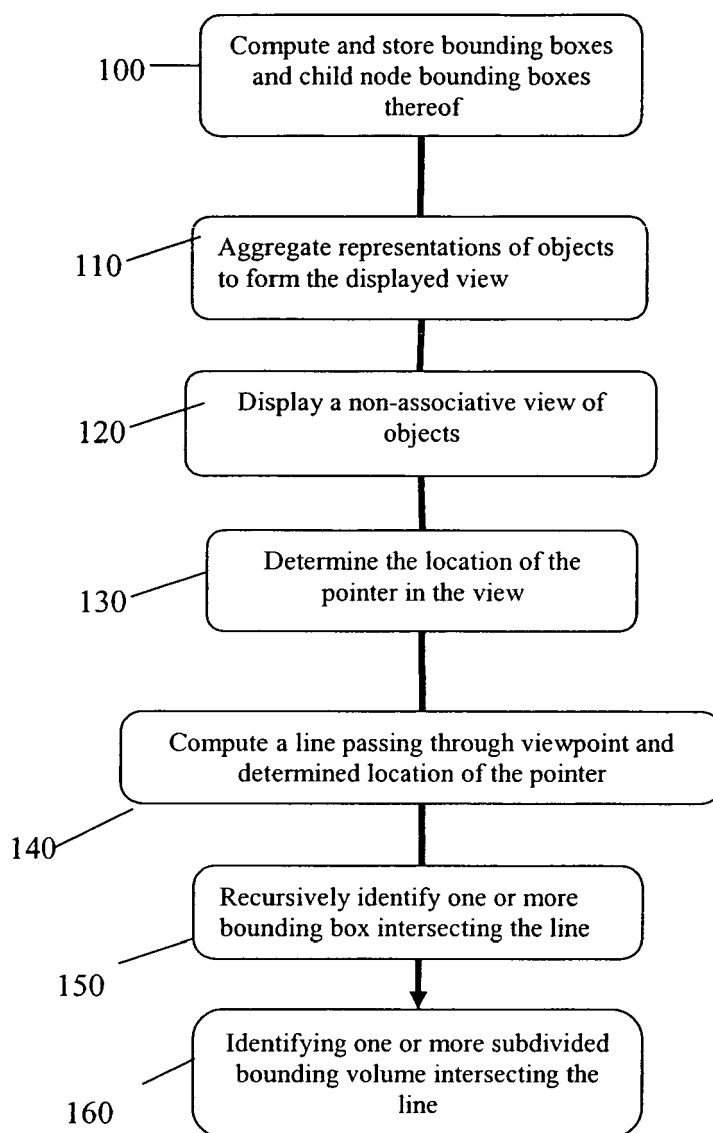 100
Compute and store bounding boxes
and child node bounding boxes
thereof
110
Aggregate representations of objects
to form the displayed view
120
Display a non-associative view of
objects
130
Determine the location of the
pointer in the view
140
Compute a line passing through viewpoint and
determined location of the pointer
150
Recursively identify one or more
bounding box intersecting the line
160
Identifying one or more subdivided
bounding volume intersecting the
line